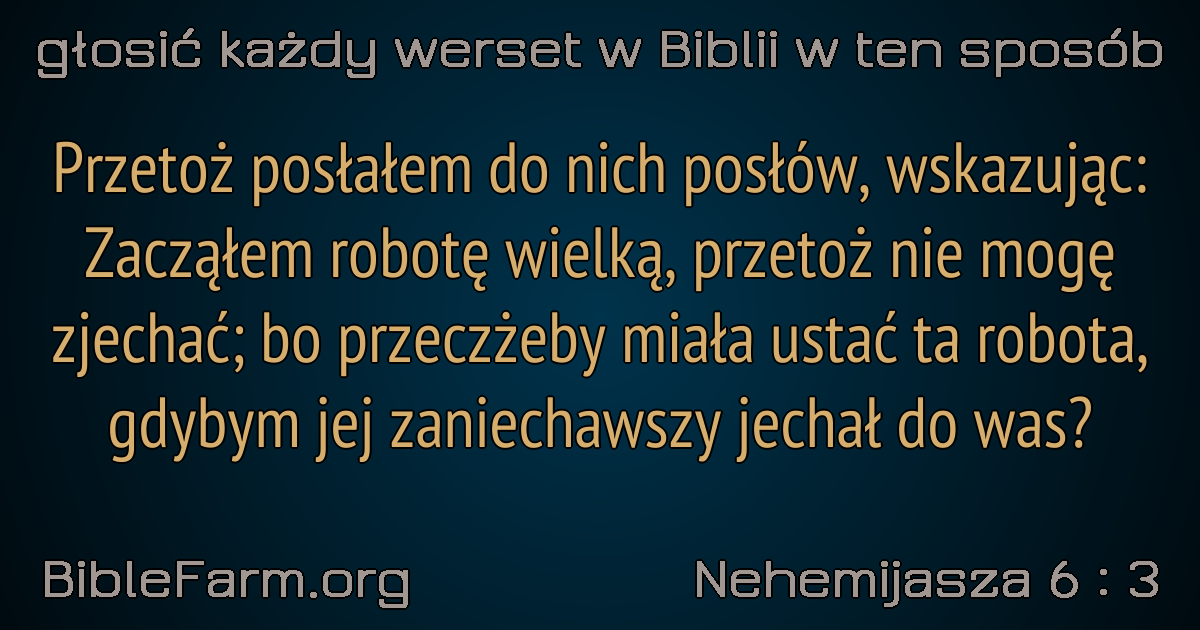 głosić każdy werset w Biblii w ten sposób
Przetoż posłałem do nich posłów, wskazując:
Zacząłem robotę wielką, przetoż nie mogę
zjechać; bo przeczżeby miała ustać ta robota,
gdybym jej zaniechawszy jechał do was?
BibleFarm.org
Nehemijasza 6 : 3